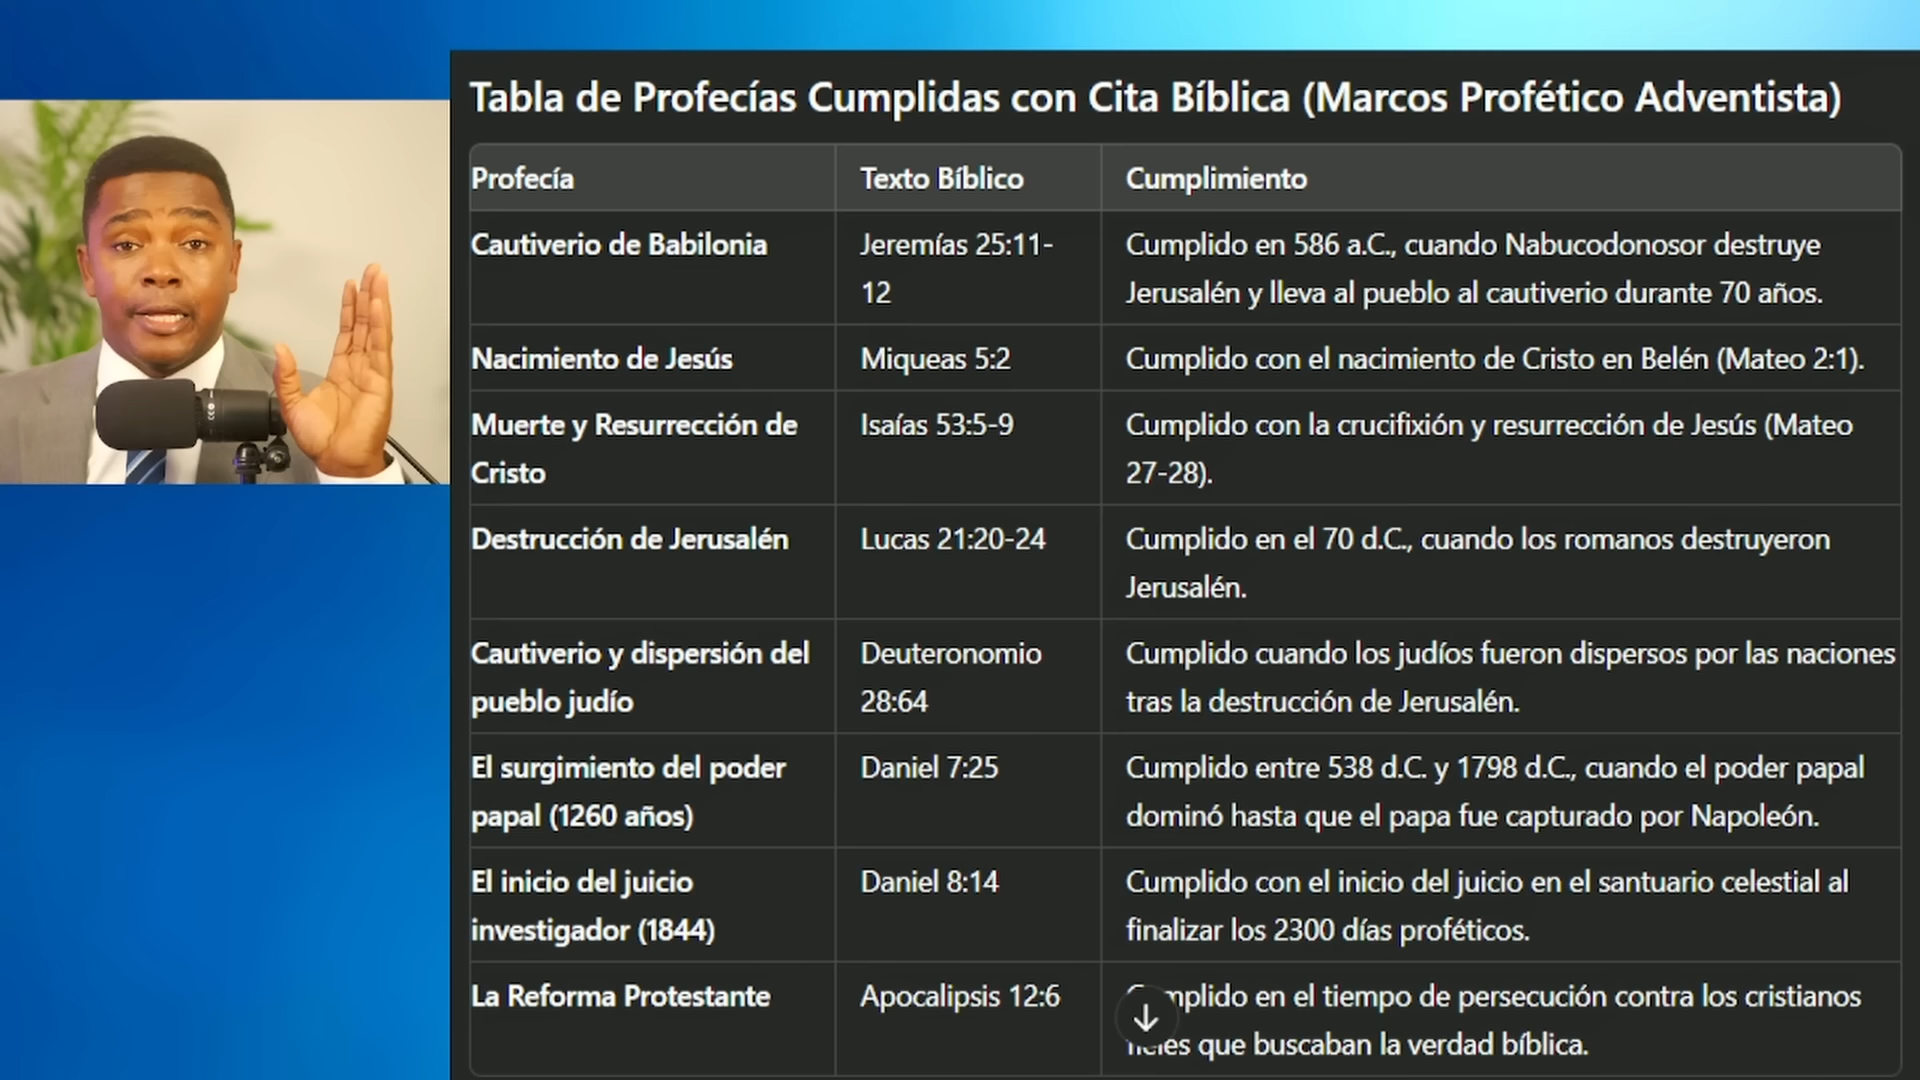 Tabla de Profecías Cumplidas con Cita Bíblica (Marcos Profético Adventista)
Profecía
Texto Bíblico
Cumplimiento
Cautiverio de Babilonia
Jeremías 25:11-
12
Cumplido en 586 a.C., cuando Nabucodonosor destruye
Jerusalén y lleva al pueblo al cautiverio durante 70 años.
Nacimiento de Jesús
Miqueas 5:2
Cumplido con el nacimiento de Cristo en Belén (Mateo 2:1).
Muerte y Resurrección de
Cristo
Isaías 53:5-9
Cumplido con la crucifixión y resurrección de Jesús (Mateo
27-28).
Destrucción de Jerusalén
Lucas 21:20-24
Cumplido en el 70 d.C., cuando los romanos destruyeron
Jerusalén.
Cautiverio y dispersión del
pueblo judío
Deuteronomio
28:64
Cumplido cuando los judíos fueron dispersos por las naciones
tras la destrucción de Jerusalén.
El surgimiento del poder
papal (1260 años)
Daniel 7:25
Cumplido entre 538 d.C. y 1798 d.C., cuando el poder papal
dominó hasta que el papa fue capturado por Napoleón.
El inicio del juicio
investigador (1844)
Daniel 8:14
Cumplido con el inicio del juicio en el santuario celestial al
finalizar los 2300 días proféticos.
La Reforma Protestante
Apocalipsis 12:6
Cumplido en el tiempo de persecución contra los cristianos
fieles que buscaban la verdad bíblica.